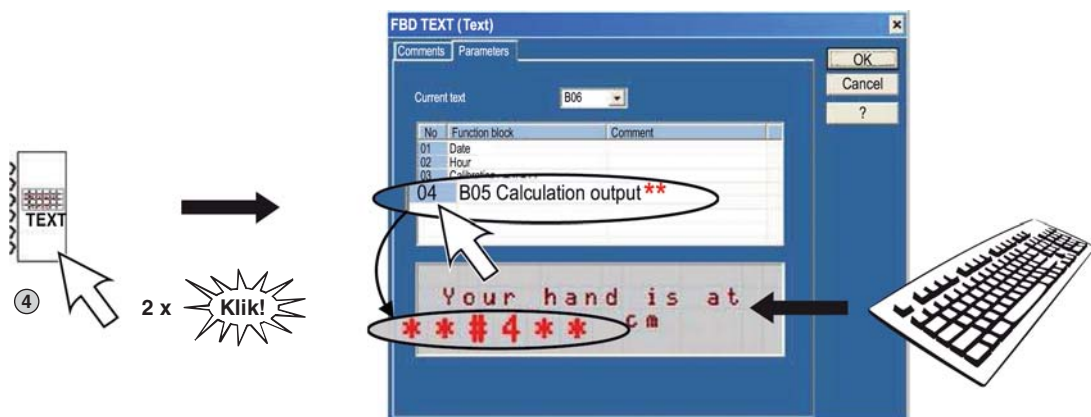 FBD TEXT (Text)
Comments Parameters
OK
Cancel
?
Current text B06
No Function block Comment
01 Date
02 Hour
03
04 B05 Calculation output**
TEXT
4
2 x Klik!
Your hand is at
**#4** cm